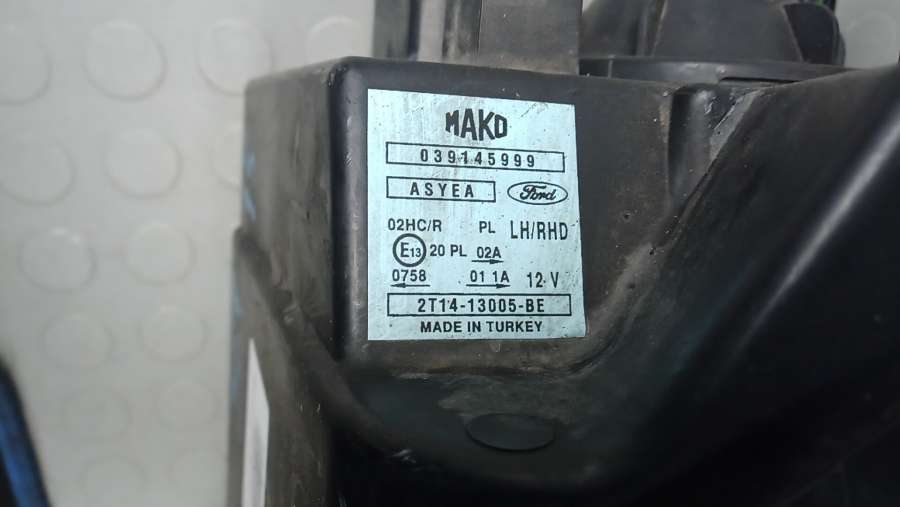 MAKO
039145999
ASYEA Ford
02HC/R PL LH/RHD
E13 20 PL 02A
0758 01 1A 12 V
2T14-13005-BE
MADE IN TURKEY